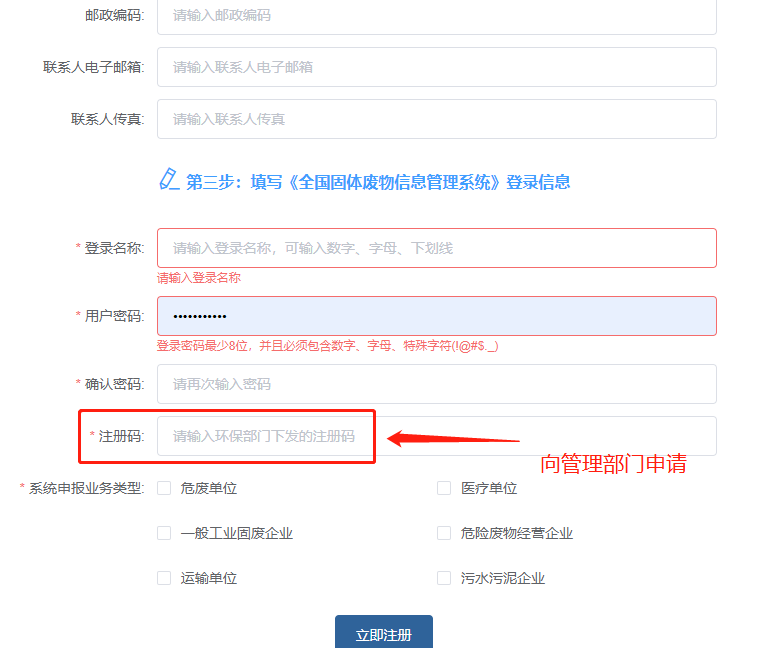 邮政编码: 请输入邮政编码
联系人电子邮箱: 请输入联系人电子邮箱
联系人传真: 请输入联系人传真
第三步：填写《全国固体废物信息管理系统》登录信息
* 登录名称: 请输入登录名称，可输入数字、字母、下划线
请输入登录名称
* 用户密码: •••••••••••
登录密码最少8位，并且必须包含数字、字母、特殊字符(!@#$._)
* 确认密码: 请再次输入密码
* 注册码: 请输入环保部门下发的注册码
向管理部门申请
* 系统申报业务类型: 危废单位 医疗单位
一般工业固废企业 危险废物经营企业
运输单位 污水污泥企业
立即注册